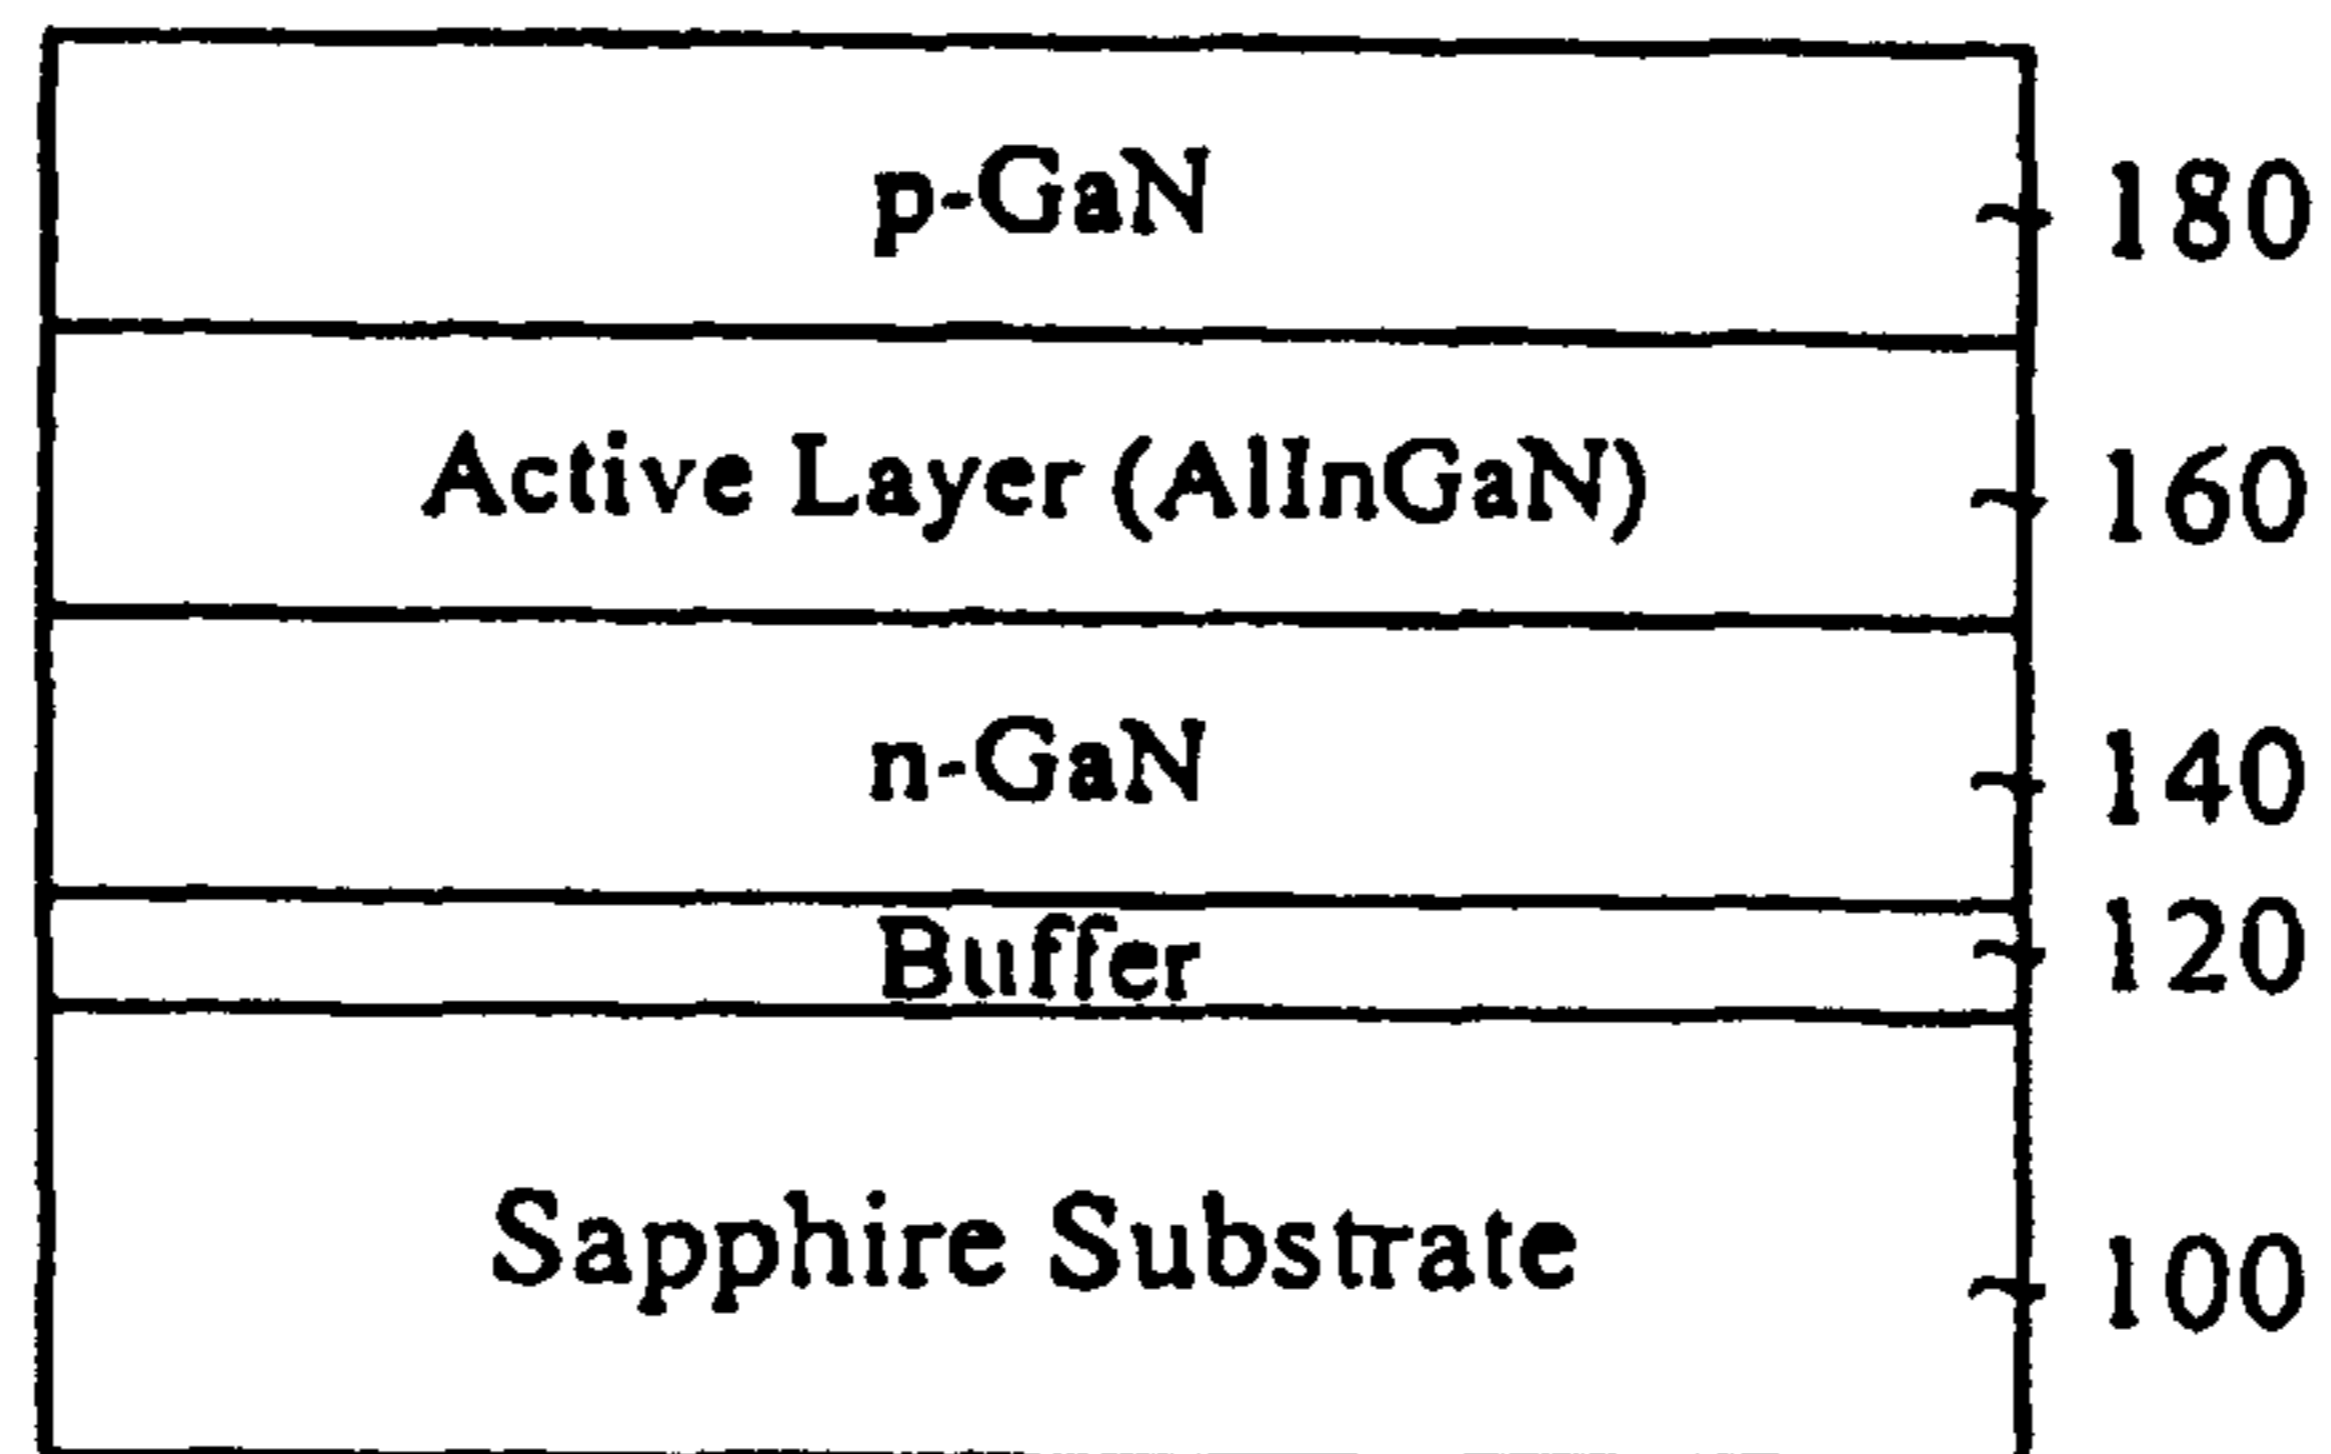 p-GaN 180
Active Layer (AlInGaN) 160
n-GaN 140
Buffer 120
Sapphire Substrate 100